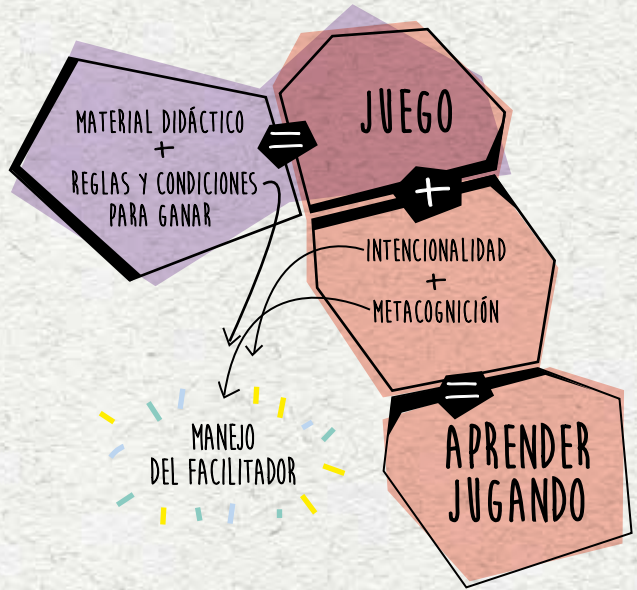 MATERIAL DIDÁCTICO
+
REGLAS Y CONDICIONES
PARA GANAR
=
JUEGO
+
INTENCIONALIDAD
+
METACOGNICIÓN
=
APRENDER
JUGANDO
MANEJO
DEL FACILITADOR